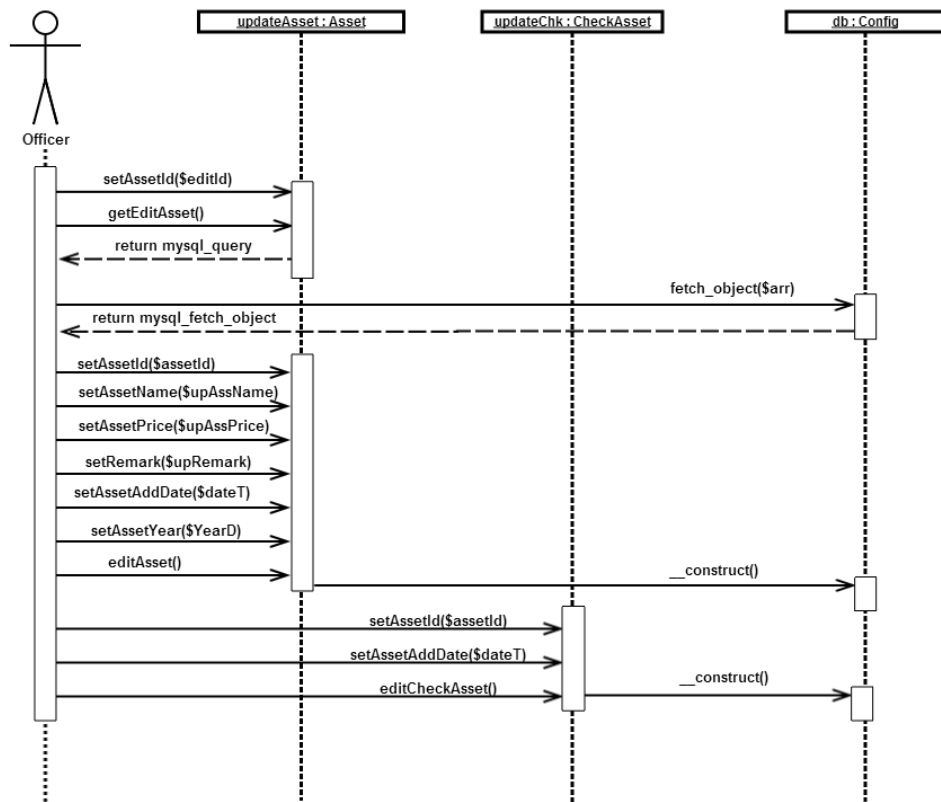 updateAsset : Asset
updateChk : CheckAsset
db : Config
Officer
setAssetId($editId)
getEditAsset()
return mysql_query
fetch_object($arr)
return mysql_fetch_object
setAssetId($assetId)
setAssetName($upAssName)
setAssetPrice($upAssPrice)
setRemark($upRemark)
setAssetAddDate($dateT)
setAssetYear($YearD)
editAsset()
__construct()
setAssetId($assetId)
setAssetAddDate($dateT)
editCheckAsset()
__construct()